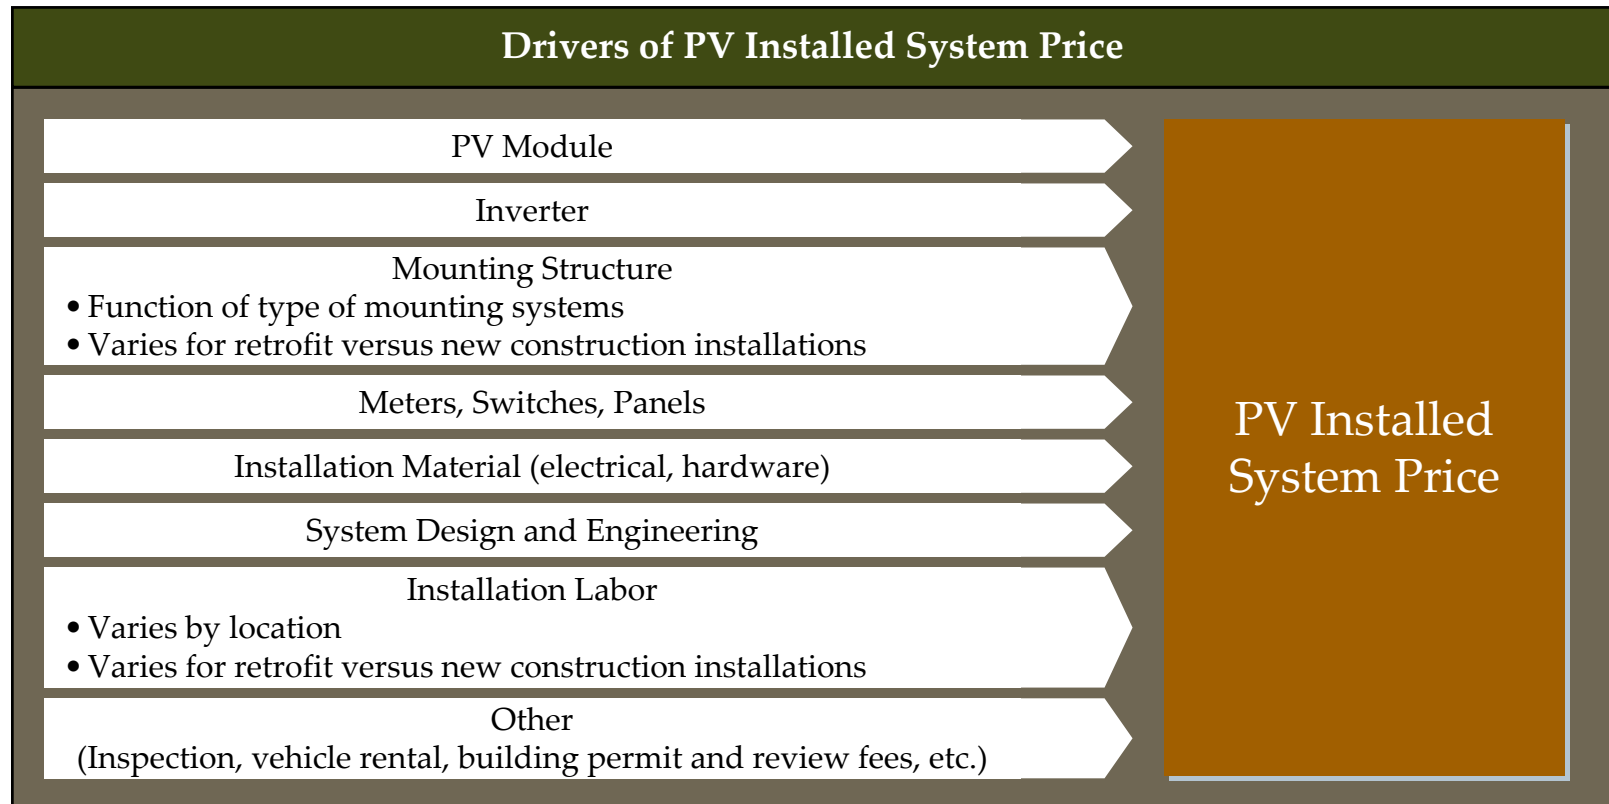 Drivers of PV Installed System Price
PV Module
Inverter
Mounting Structure
• Function of type of mounting systems
• Varies for retrofit versus new construction installations
Meters, Switches, Panels
Installation Material (electrical, hardware)
System Design and Engineering
Installation Labor
• Varies by location
• Varies for retrofit versus new construction installations
Other
(Inspection, vehicle rental, building permit and review fees, etc.)
PV Installed
System Price